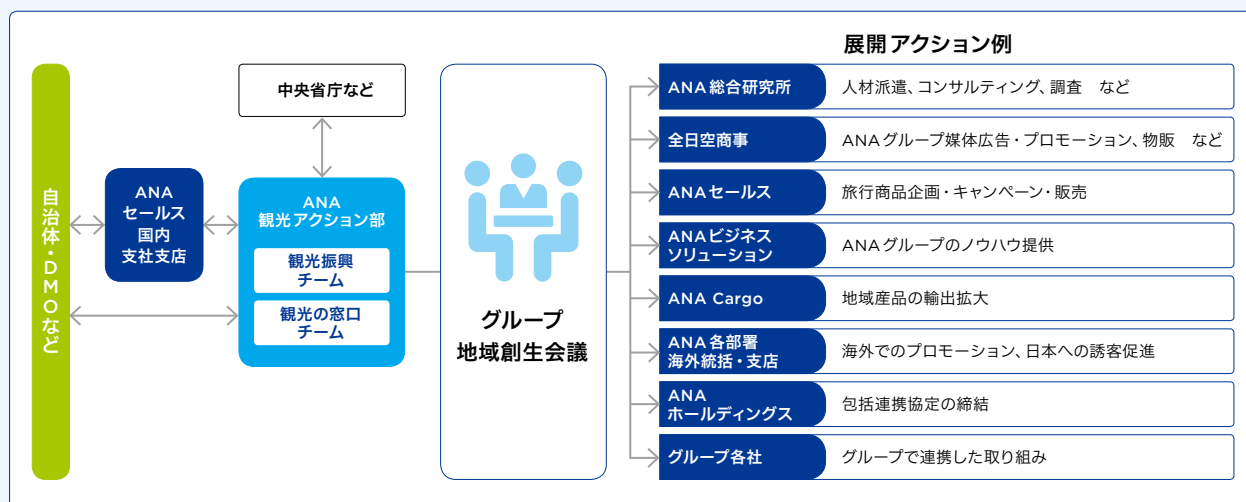 展開アクション例
自治体・DMOなど
ANA
セールス
国内
支社支店
中央省庁など
ANA
観光アクション部
観光振興
チーム
観光の窓口
チーム
グループ
地域創生会議
ANA総合研究所
人材派遣、コンサルティング、調査　など
全日空商事
ANAグループ媒体広告・プロモーション、物販　など
ANAセールス
旅行商品企画・キャンペーン・販売
ANAビジネス
ソリューション
ANAグループのノウハウ提供
ANA Cargo
地域産品の輸出拡大
ANA各部署
海外統括・支店
海外でのプロモーション、日本への誘客促進
ANA
ホールディングス
包括連携協定の締結
グループ各社
グループで連携した取り組み